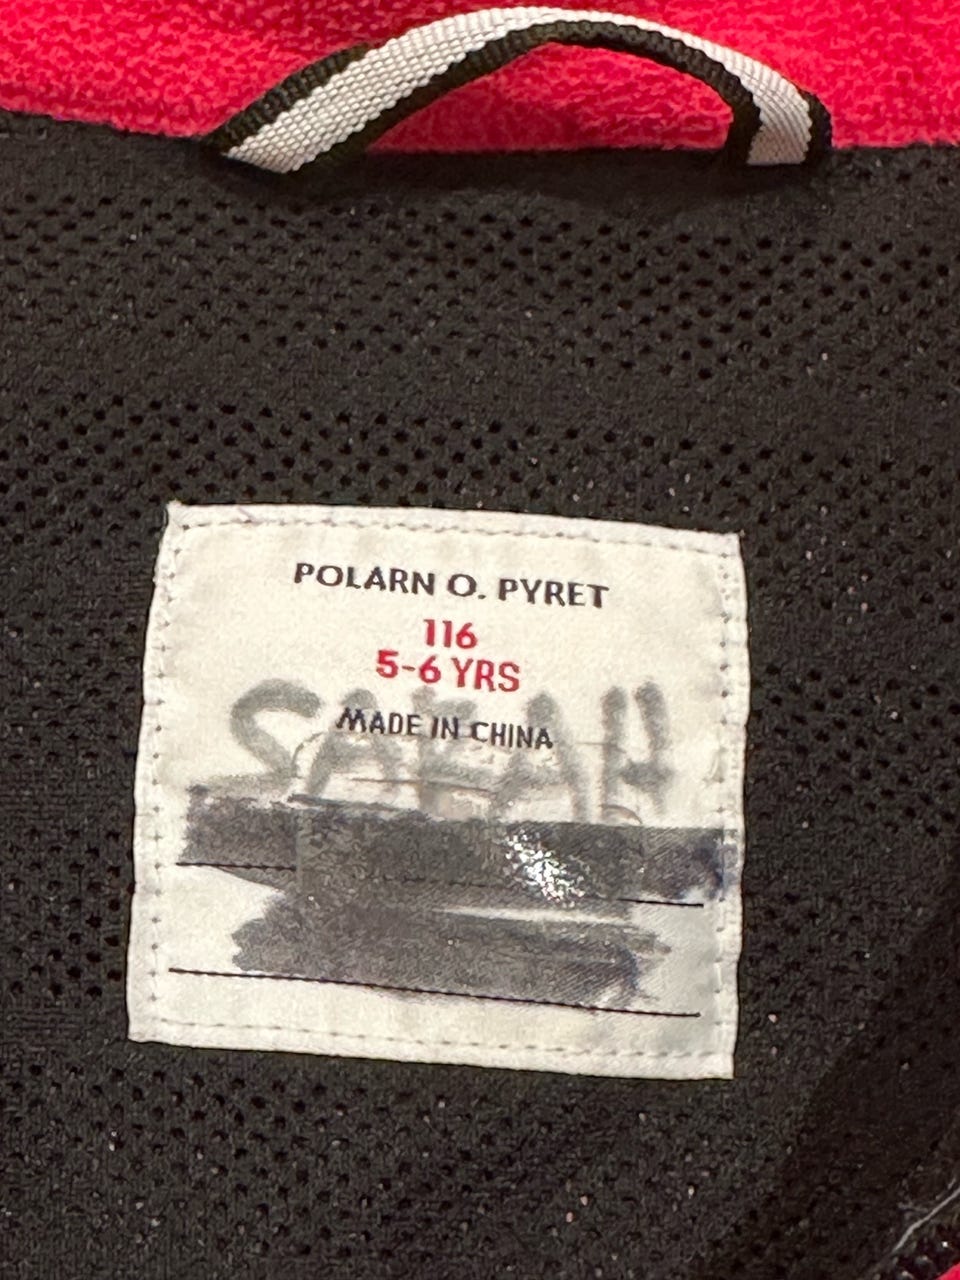 POLARN O. PYRET
116
5-6 YRS
MADE IN CHINA